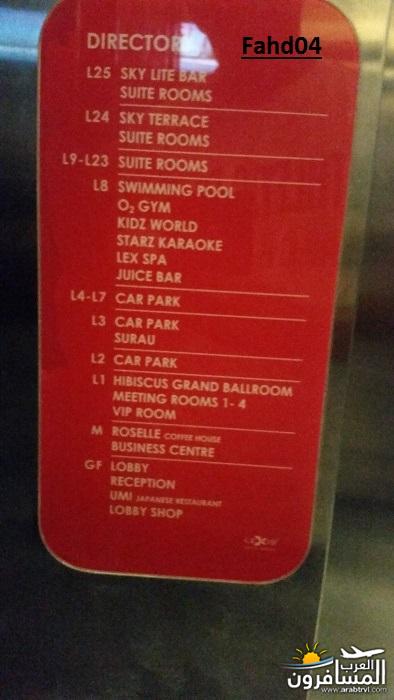 DIRECTOR
Fahd04
L25 SKY LITE BAR
SUITE ROOMS
L24 SKY TERRACE
SUITE ROOMS
L9-L23 SUITE ROOMS
L8 SWIMMING POOL
O₂ GYM
KIDZ WORLD
STARZ KARAOKE
LEX SPA
JUICE BAR
L4-L7 CAR PARK
L3 CAR PARK
SURAU
L2 CAR PARK
L1 HIBISCUS GRAND BALLROOM
MEETING ROOMS 1-4
VIP ROOM
M ROSELLE COFFEE HOUSE
BUSINESS CENTRE
GF LOBBY
RECEPTION
UMI JAPANESE RESTAURANT
LOBBY SHOP
العرب
المسافرون
www.arabtrvl.com